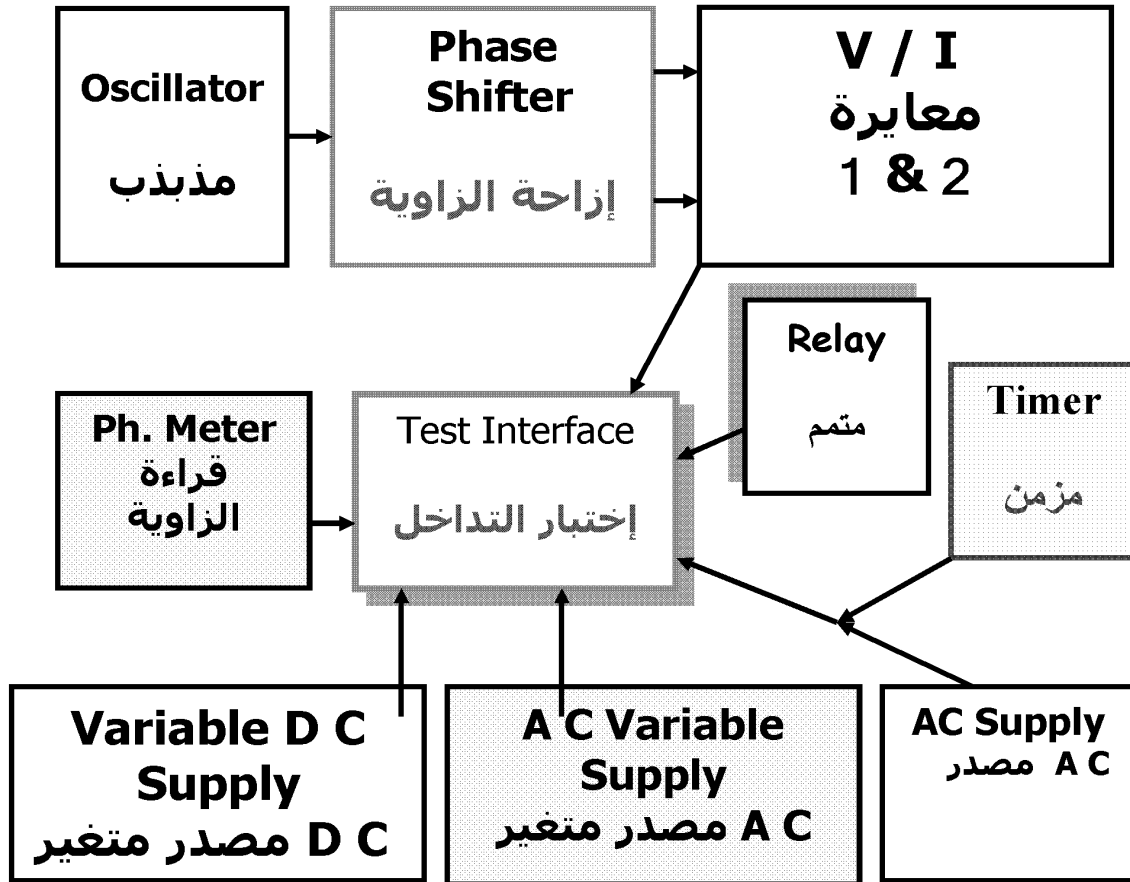 Oscillator
مذبذب
Phase
Shifter
إزاحة الزاوية
V / I
معايرة
1 & 2
Relay
متمم
Timer
مزمن
Ph. Meter
قراءة
الزاوية
Test Interface
إختبار التداخل
Variable D C
Supply
مصدر متغير D C
A C Variable
Supply
مصدر متغير A C
AC Supply
مصدر A C